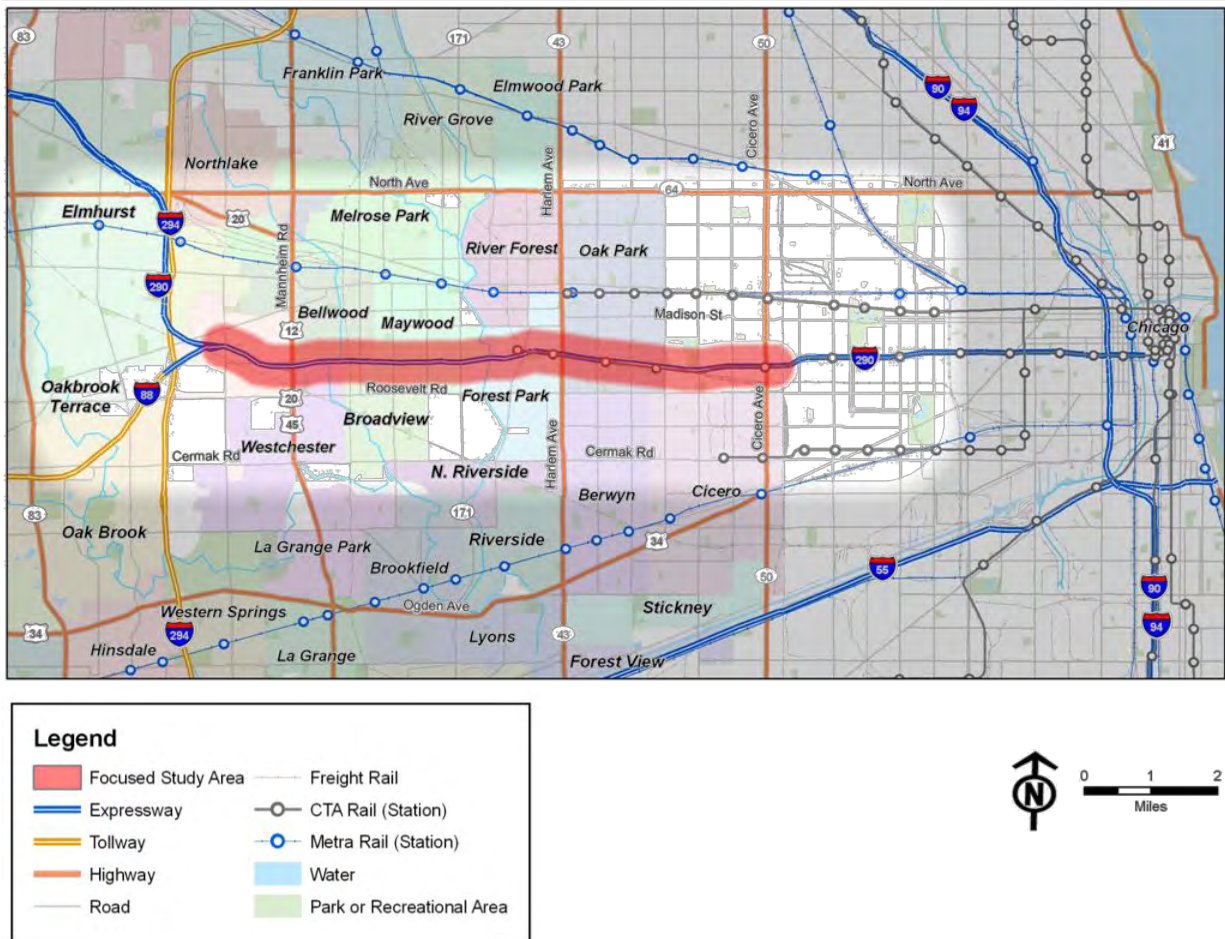 83
171
43
50
Franklin Park
Elmwood Park
90
94
River Grove
Cicero Ave
41
Northlake
Harlem Ave
North Ave
64
North Ave
Elmhurst
294
20
Melrose Park
River Forest
Oak Park
Mannheim Rd
290
Bellwood
Maywood
Madison St
12
Chicago
290
Oakbrook
Terrace
88
Roosevelt Rd
20
Forest Park
45
Broadview
Cicero Ave
Westchester
Harlem Ave
Cermak Rd
Cermak Rd
N. Riverside
Berwyn
Cicero
83
171
Oak Brook
Riverside
34
La Grange Park
Brookfield
55
50
90
Western Springs
Ogden Ave
Stickney
34
294
Lyons
43
94
Hinsdale
La Grange
Forest View
Legend
Focused Study Area
Expressway
Tollway
Highway
Road
Freight Rail
CTA Rail (Station)
Metra Rail (Station)
Water
Park or Recreational Area
N
0 1 2
Miles